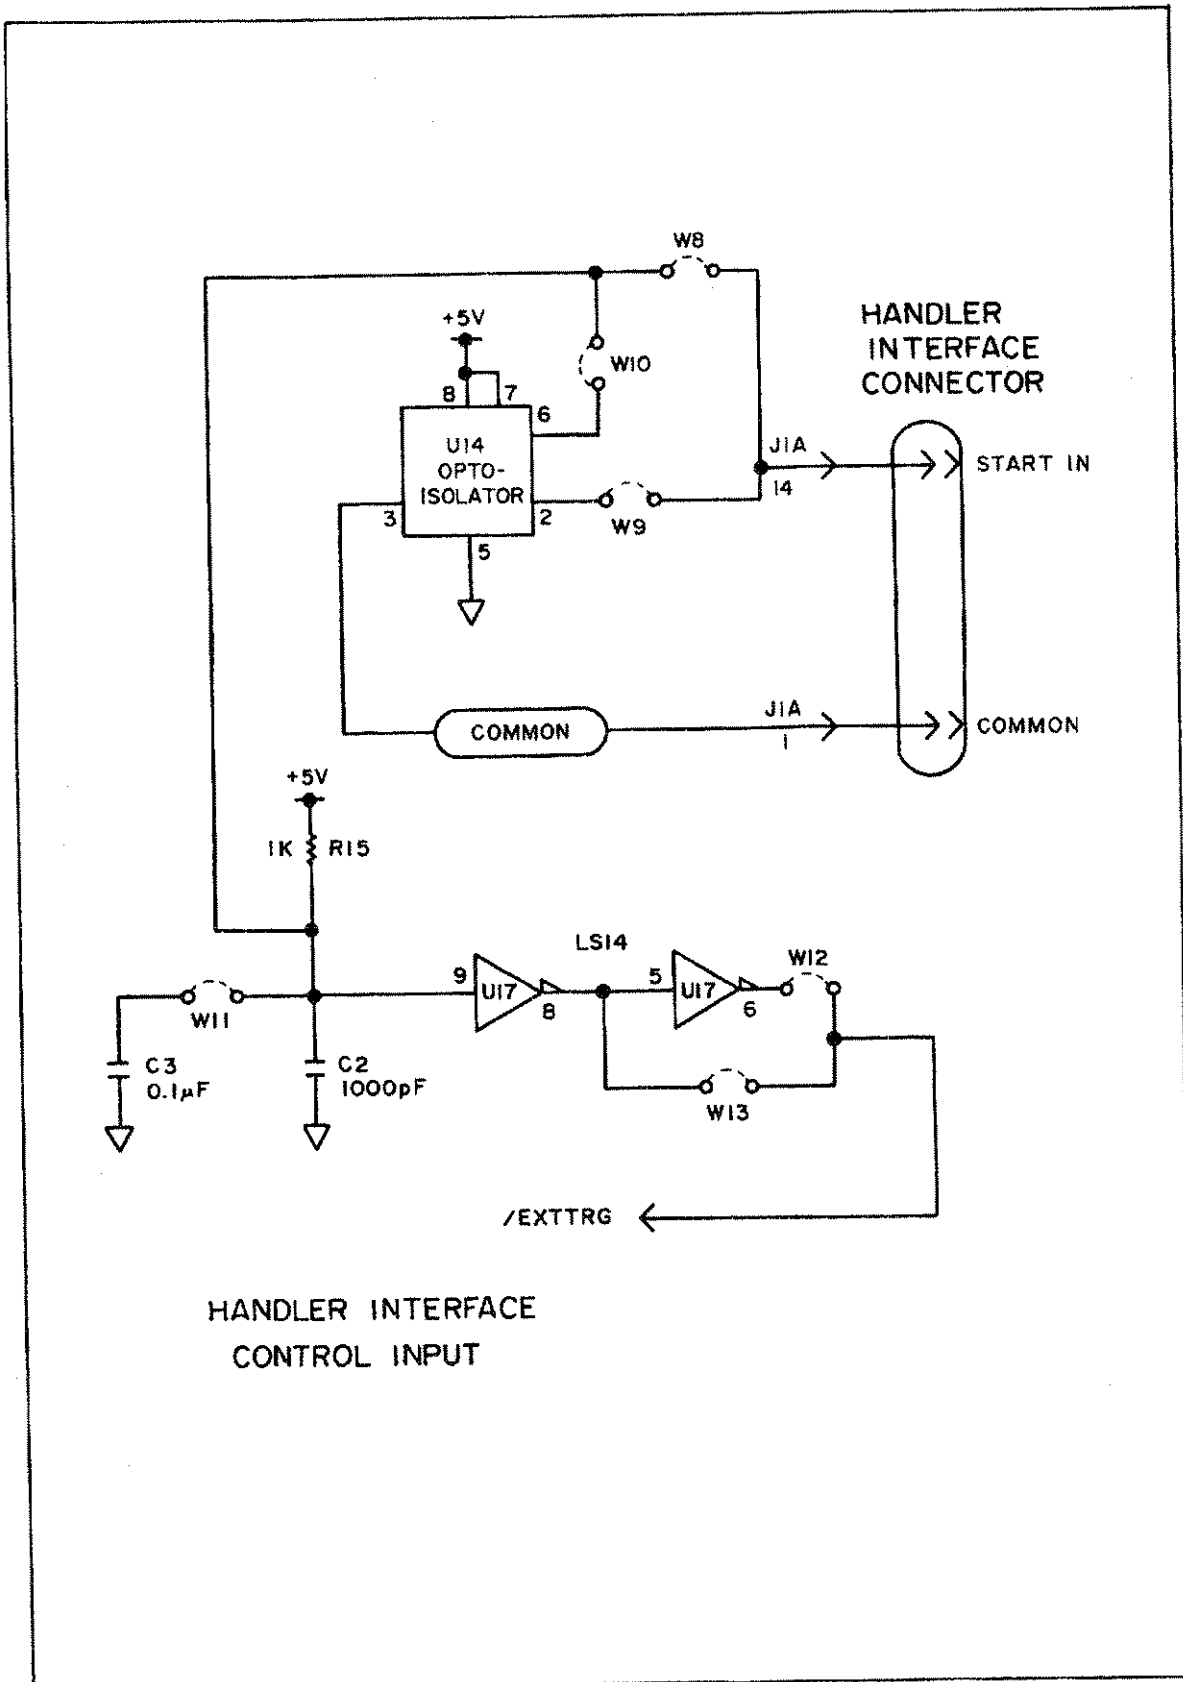 W8
HANDLER
INTERFACE
CONNECTOR
+5V
W10
8
7
6
U14
OPTO-
ISOLATOR
J1A
START IN
14
3
2
W9
5
J1A
COMMON
COMMON
1
+5V
1K
R15
LS14
W12
9
U17
8
5
U17
6
W11
C3
0.1µF
C2
1000pF
W13
/EXTTRG
HANDLER INTERFACE
CONTROL INPUT